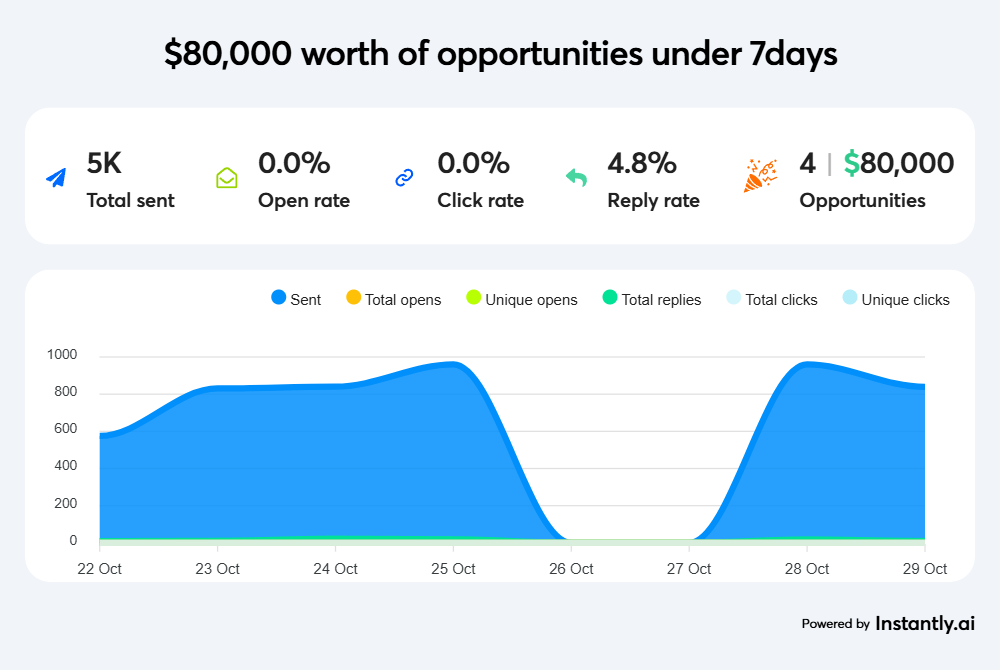 $80,000 worth of opportunities under 7days
5K
Total sent
0.0%
Open rate
0.0%
Click rate
4.8%
Reply rate
4 | $80,000
Opportunities
Sent Total opens Unique opens Total replies Total clicks Unique clicks
1000
800
600
400
200
0
22 Oct 23 Oct 24 Oct 25 Oct 26 Oct 27 Oct 28 Oct 29 Oct
Powered by Instantly.ai